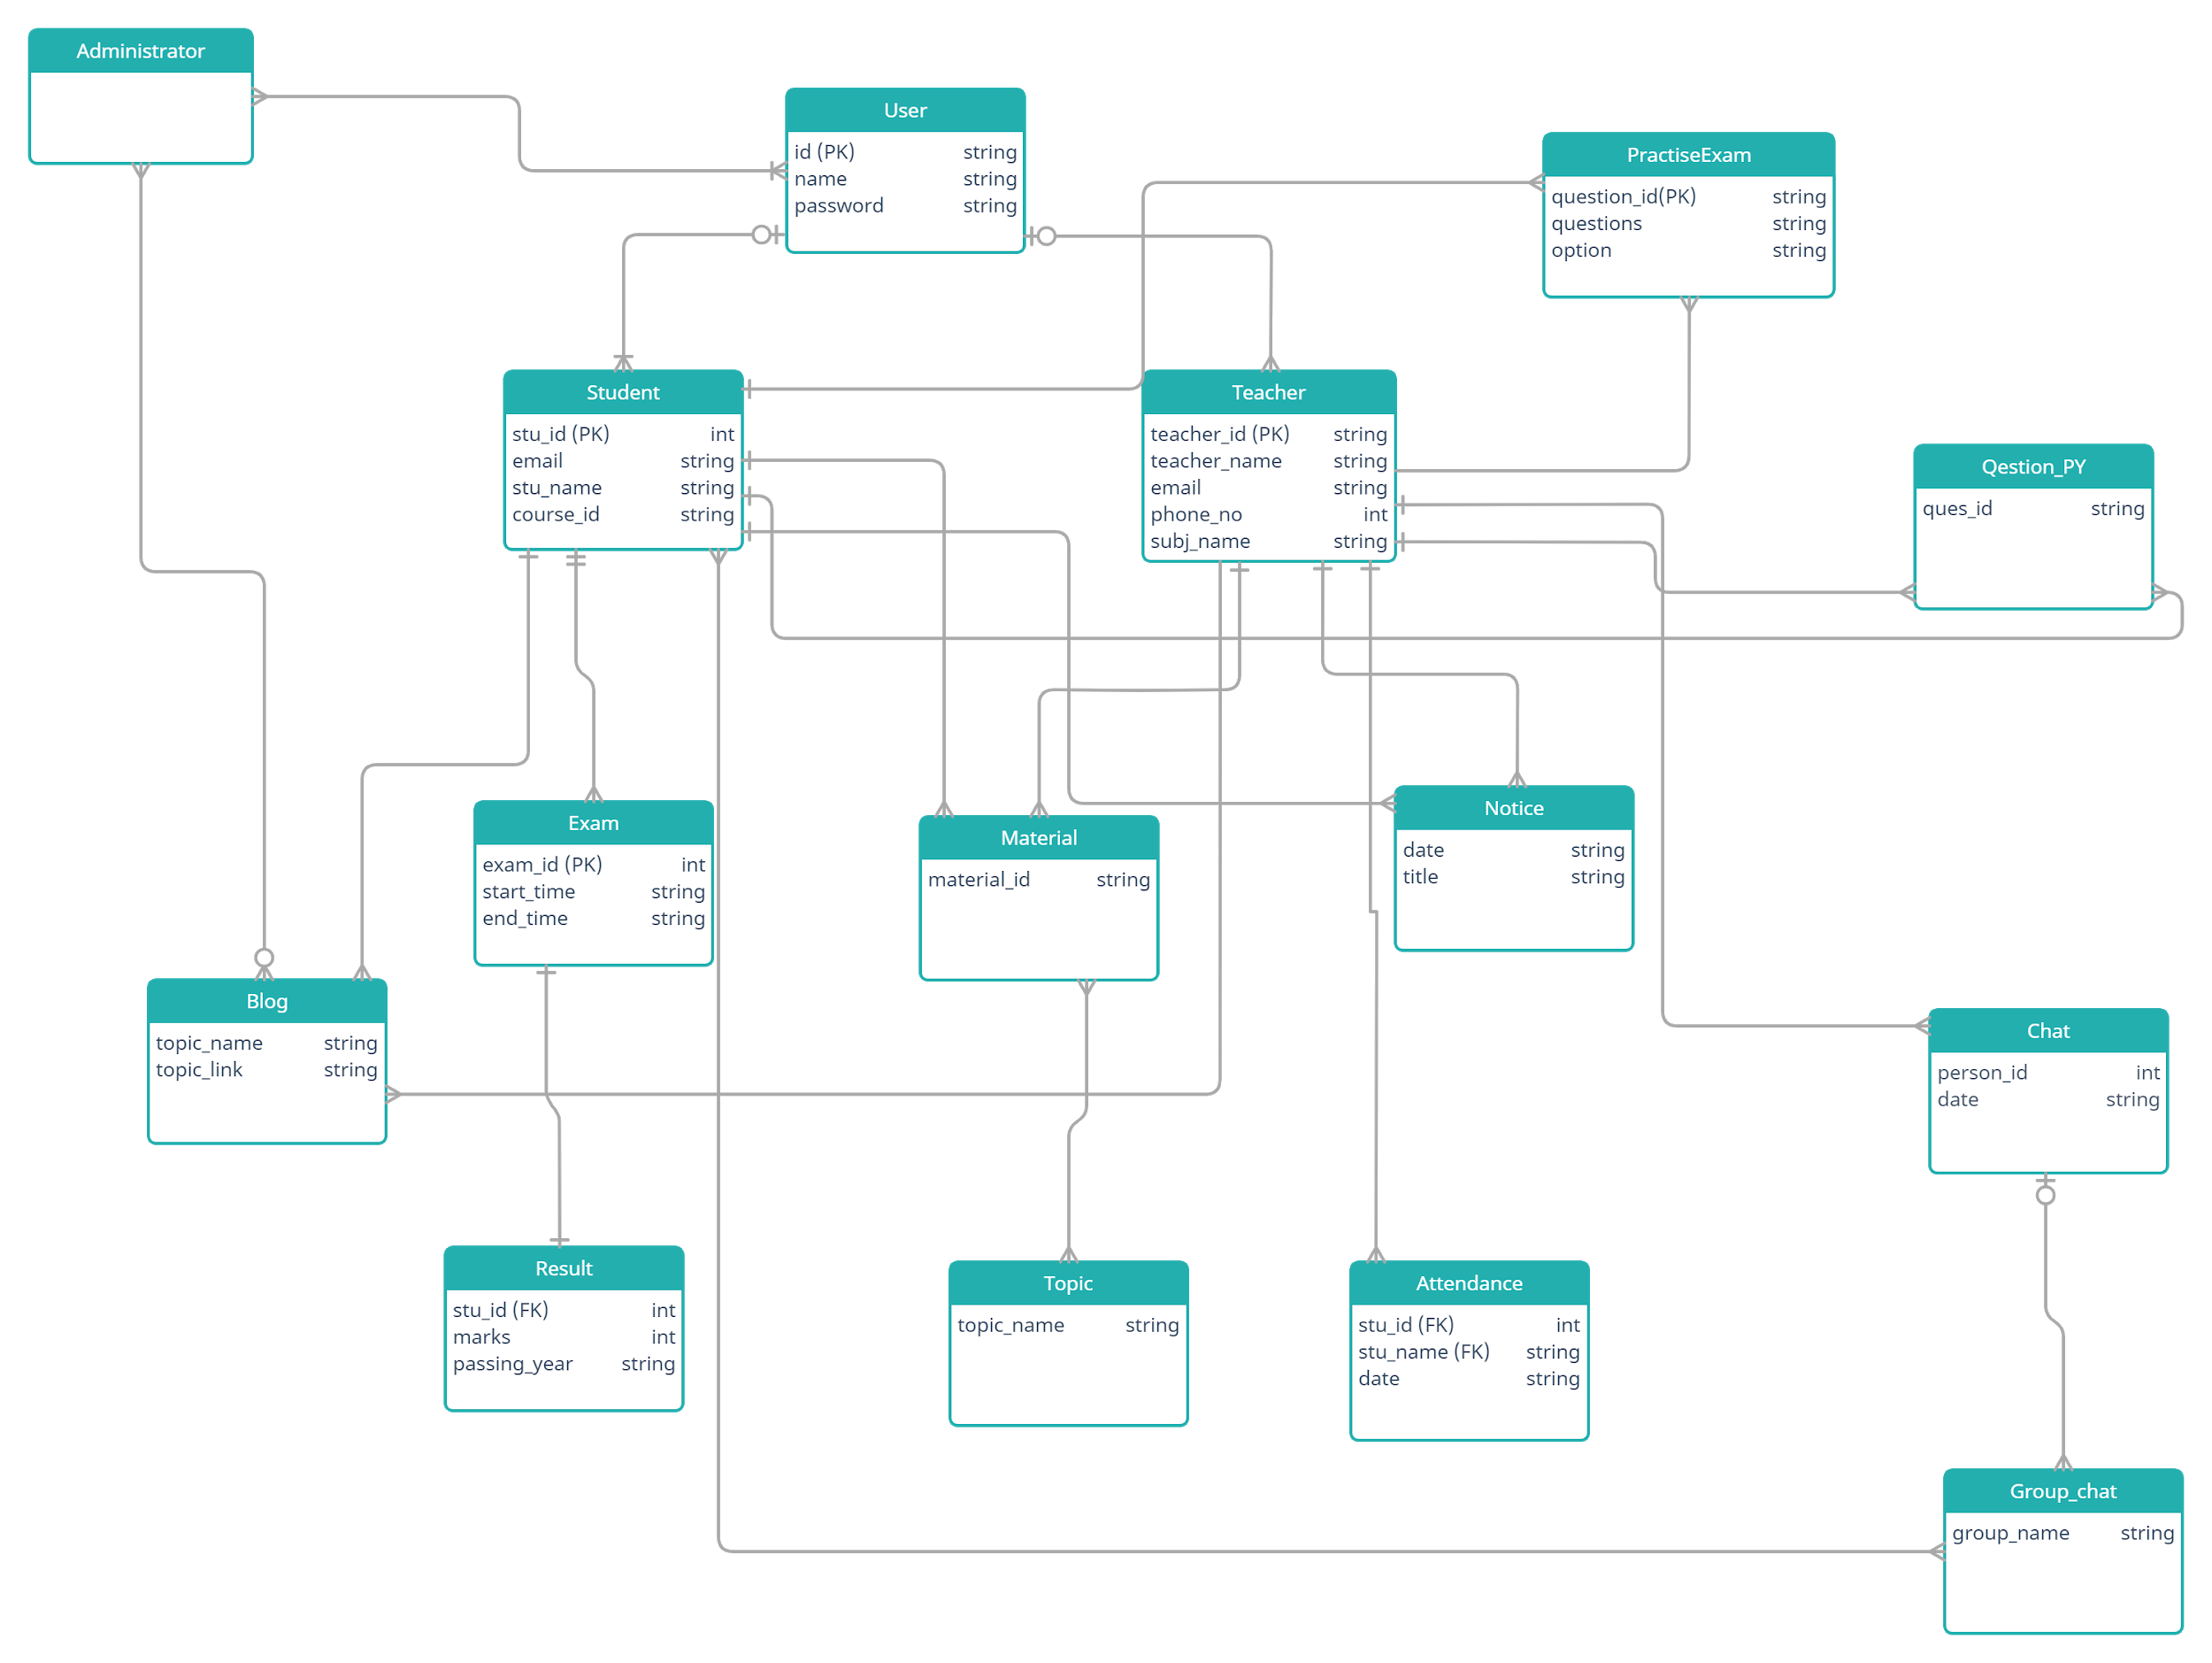 Administrator
User
id (PK) string
name string
password string
PractiseExam
question_id(PK) string
questions string
option string
Student
stu_id (PK) int
email string
stu_name string
course_id string
Teacher
teacher_id (PK) string
teacher_name string
email string
phone_no int
subj_name string
Qestion_PY
ques_id string
Exam
exam_id (PK) int
start_time string
end_time string
Material
material_id string
Notice
date string
title string
Blog
topic_name string
topic_link string
Chat
person_id int
date string
Result
stu_id (FK) int
marks int
passing_year string
Topic
topic_name string
Attendance
stu_id (FK) int
stu_name (FK) string
date string
Group_chat
group_name string